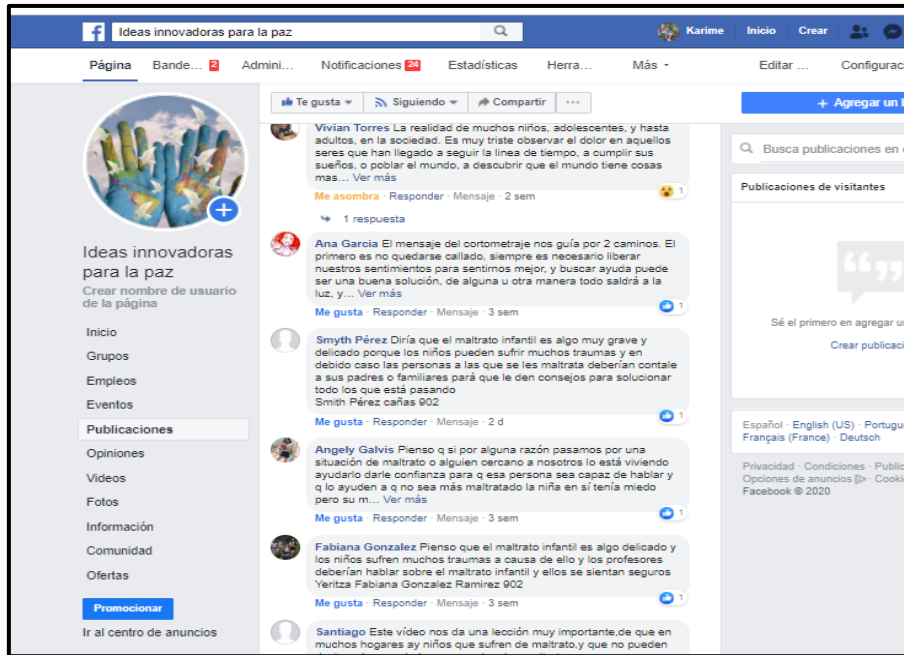 Ideas innovadoras para la paz
Karime
Inicio
Crear
Página
Bande... 2
Admini...
Notificaciones 24
Estadísticas
Herra...
Más
Editar ...
Configurac
Te gusta
Siguiendo
Compartir
+ Agregar un
Ideas innovadoras
para la paz
Crear nombre de usuario
de la página
Inicio
Grupos
Empleos
Eventos
Publicaciones
Opiniones
Videos
Fotos
Información
Comunidad
Ofertas
Promocionar
Ir al centro de anuncios
Vivian Torres La realidad de muchos niños, adolescentes, y hasta
adultos, en la sociedad. Es muy triste observar el dolor en aquellos
seres que han llegado a seguir la linea de tiempo, a cumplir sus
sueños, o poblar el mundo, a descubrir que el mundo tiene cosas
mas... Ver más
Me asombra · Responder · Mensaje · 2 sem
1
1 respuesta
Ana Garcia El mensaje del cortometraje nos guía por 2 caminos. El
primero es no quedarse callado, siempre es necesario liberar
nuestros sentimientos para sentirnos mejor, y buscar ayuda puede
ser una buena solución, de alguna u otra manera todo saldrá a la
luz, y... Ver más
Me gusta · Responder · Mensaje · 3 sem
1
Smyth Pérez Diría que el maltrato infantil es algo muy grave y
delicado porque los niños pueden sufrir muchos traumas y en
debido caso las personas a las que se les maltrata deberían contale
a sus padres o familiares pará que le den consejos para solucionar
todo los que está pasando
Smith Pérez cañas 902
Me gusta · Responder · Mensaje · 2 d
1
Angely Galvis Pienso q si por alguna razón pasamos por una
situación de maltrato o alguien cercano a nosotros lo está viviendo
ayudarlo darle confianza para q esa persona sea capaz de hablar y
q lo ayuden a q no sea más maltratado la niña en sí tenía miedo
pero su m... Ver más
Me gusta · Responder · Mensaje · 3 sem
1
Fabiana Gonzalez Pienso que el maltrato infantil es algo delicado y
los niños sufren muchos traumas a causa de ello y los profesores
deberían hablar sobre el maltrato infantil y ellos se sientan seguros
Yeritza Fabiana Gonzalez Ramirez 902
Me gusta · Responder · Mensaje · 3 sem
1
Santiago Este vídeo nos da una lección muy importante,de que en
muchos hogares ay niños que sufren de maltrato,y que no pueden
Busca publicaciones en
Publicaciones de visitantes
Sé el primero en agregar
Crear publicaci
Español · English (US) · Portugu
Français (France) · Deutsch
Privacidad · Condiciones · Public
Opciones de anuncios · Cooki
Facebook © 2020